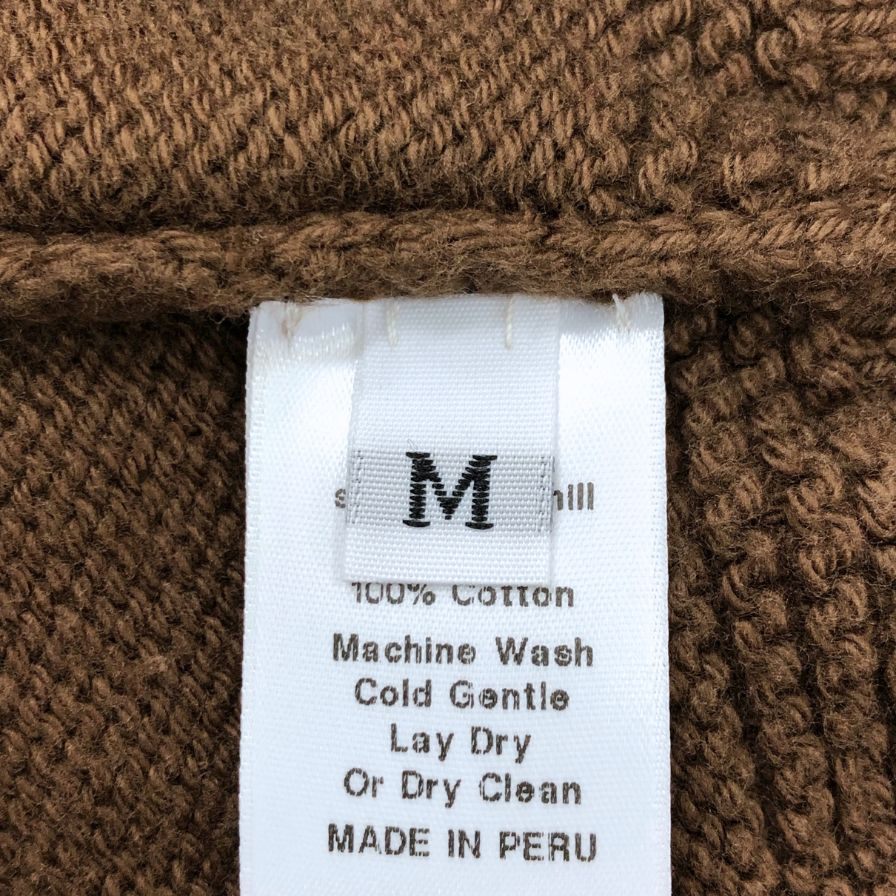 M
100% Cotton
Machine Wash
Cold Gentle
Lay Dry
Or Dry Clean
MADE IN PERU